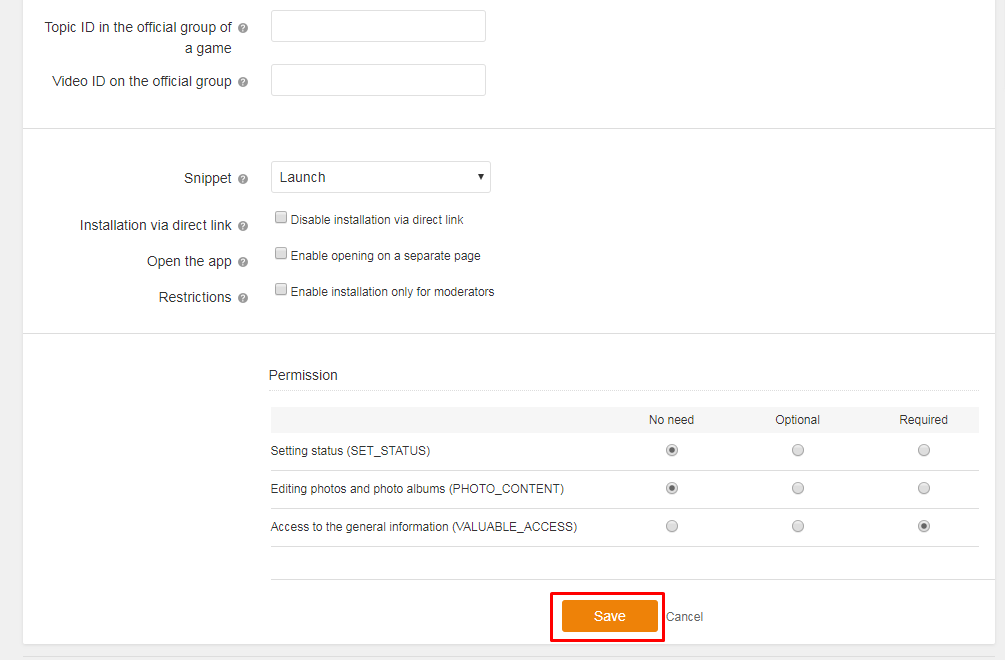 Topic ID in the official group of
a game
Video ID on the official group
Snippet
Launch
Installation via direct link
Disable installation via direct link
Open the app
Enable opening on a separate page
Restrictions
Enable installation only for moderators
Permission
No need Optional Required
Setting status (SET_STATUS)
Editing photos and photo albums (PHOTO_CONTENT)
Access to the general information (VALUABLE_ACCESS)
Save Cancel